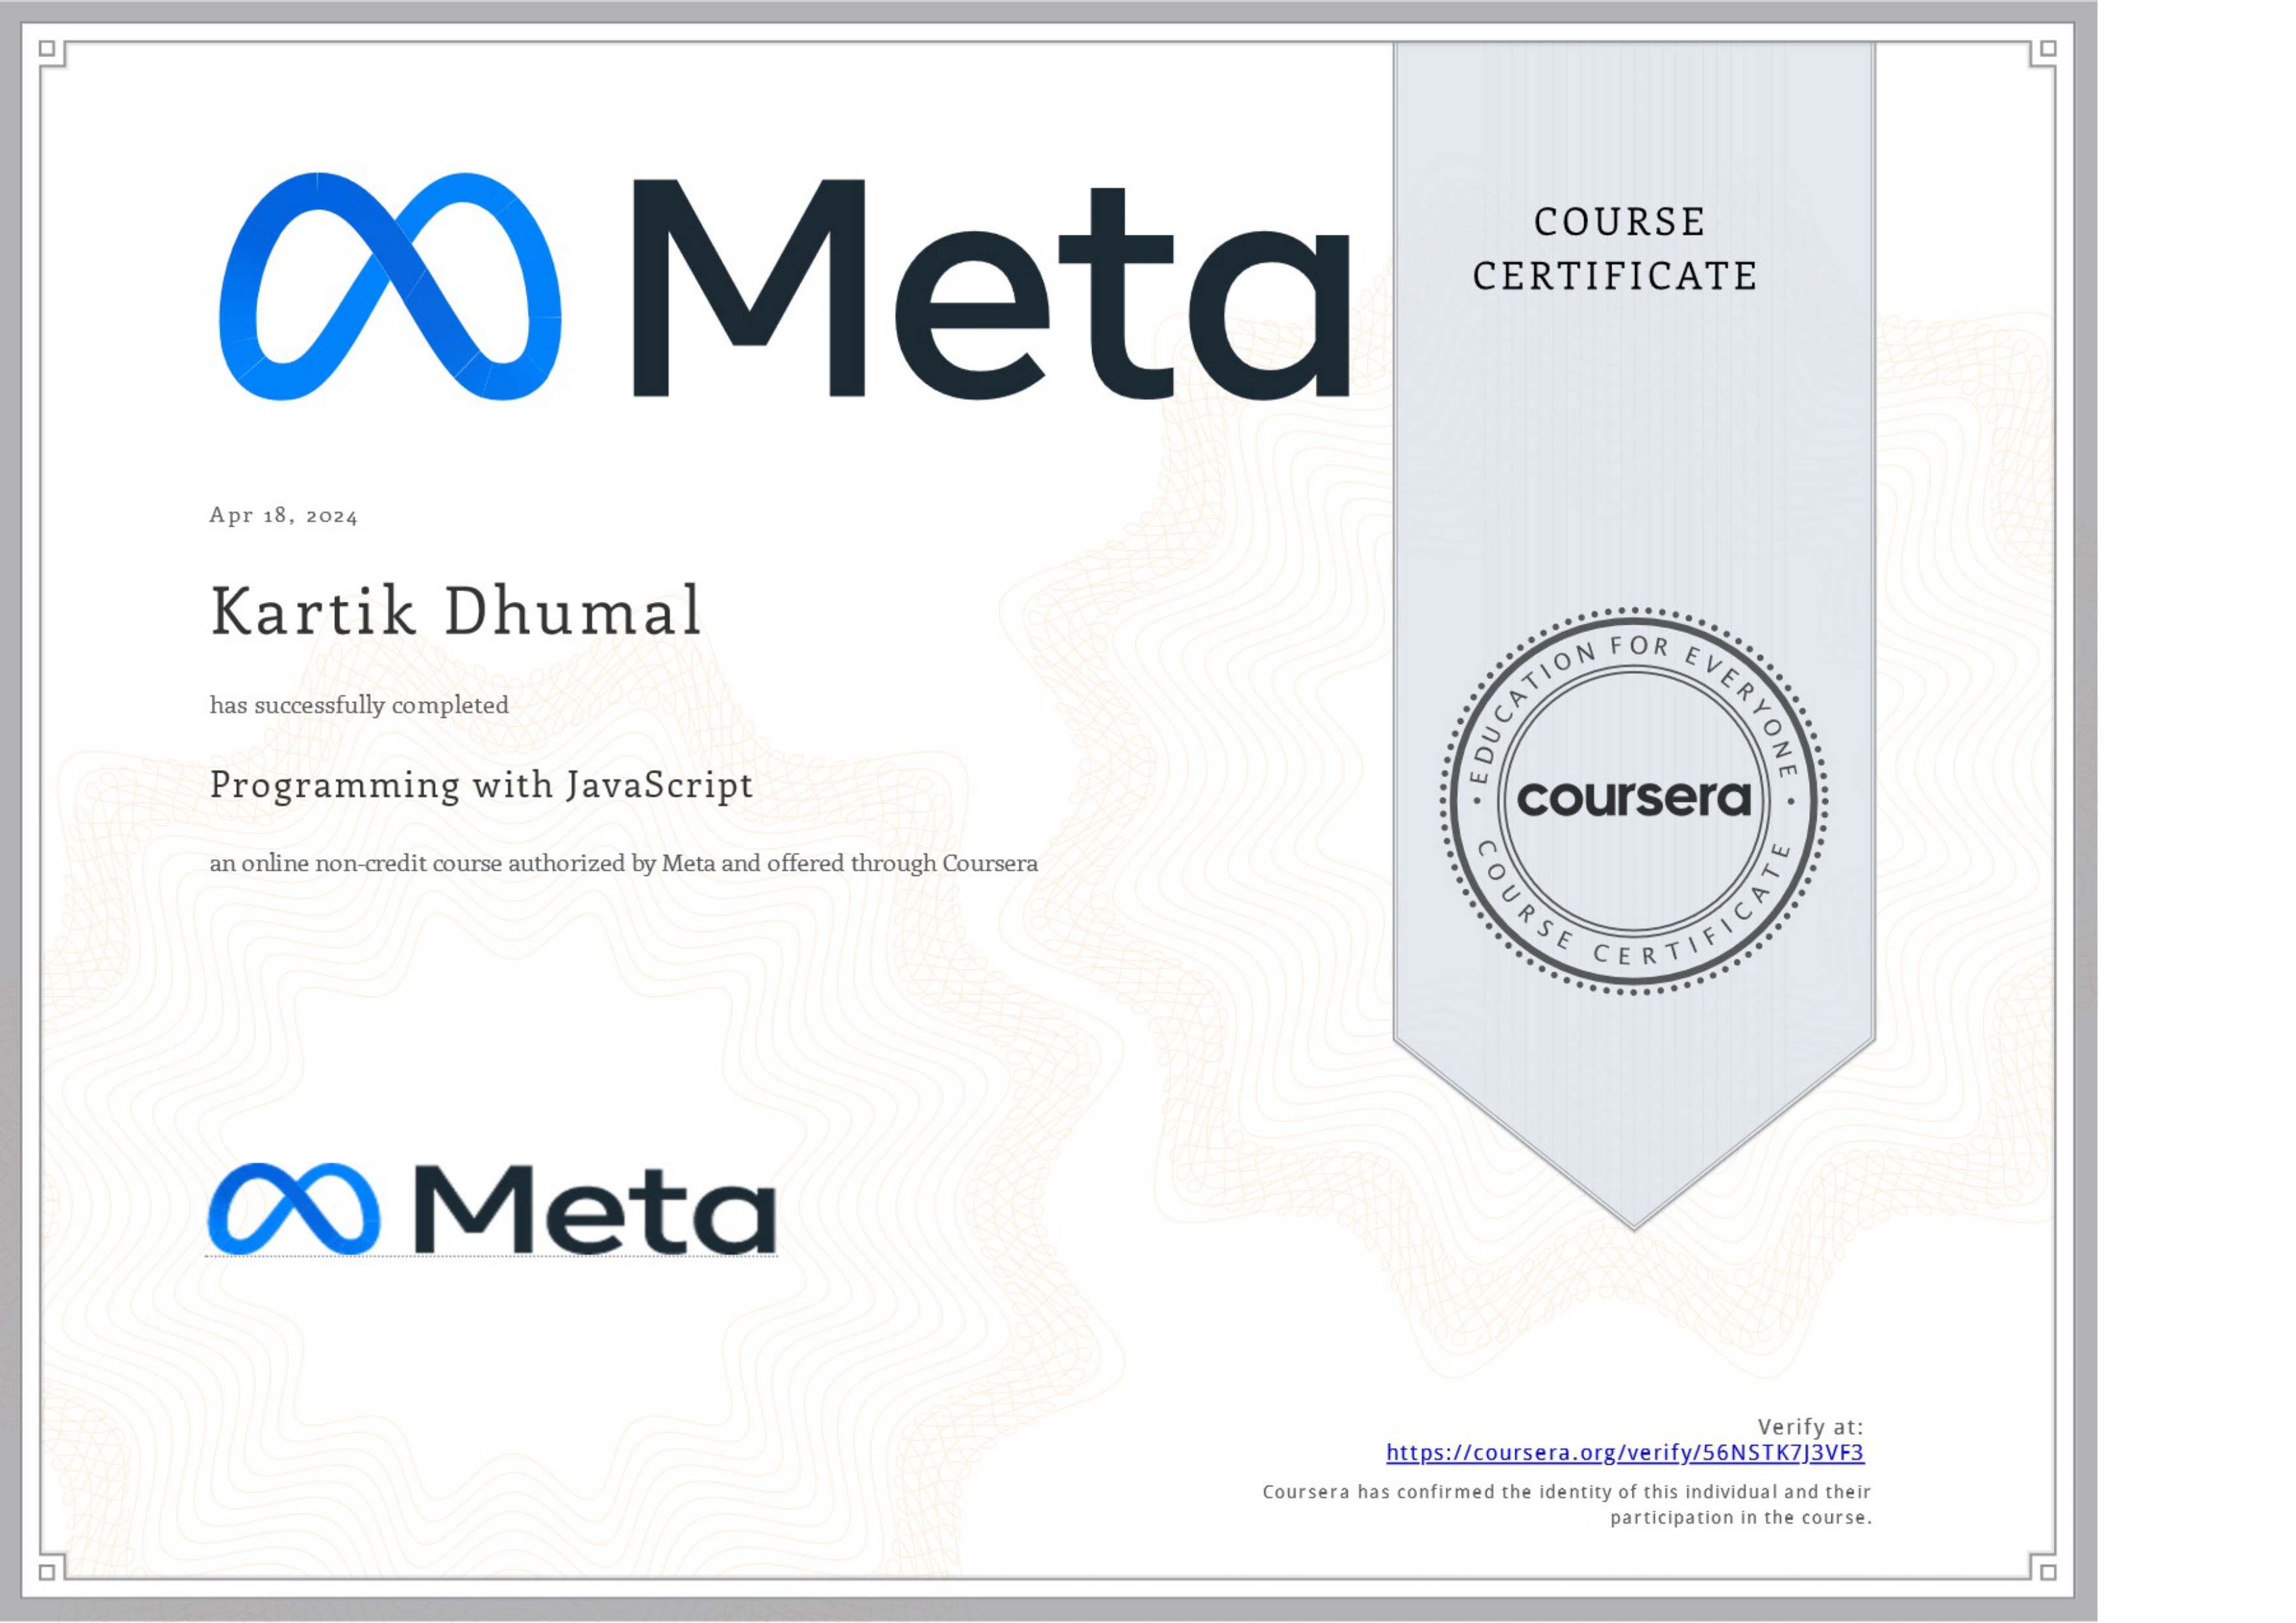 Meta
COURSE
CERTIFICATE
Apr 18, 2024
Kartik Dhumal
has successfully completed
Programming with JavaScript
an online non-credit course authorized by Meta and offered through Coursera
EDUCATION FOR EVERYONE
coursera
COURSE CERTIFICATE
Meta
Verify at:
https://coursera.org/verify/56NSTK7J3VF3
Coursera has confirmed the identity of this individual and their
participation in the course.